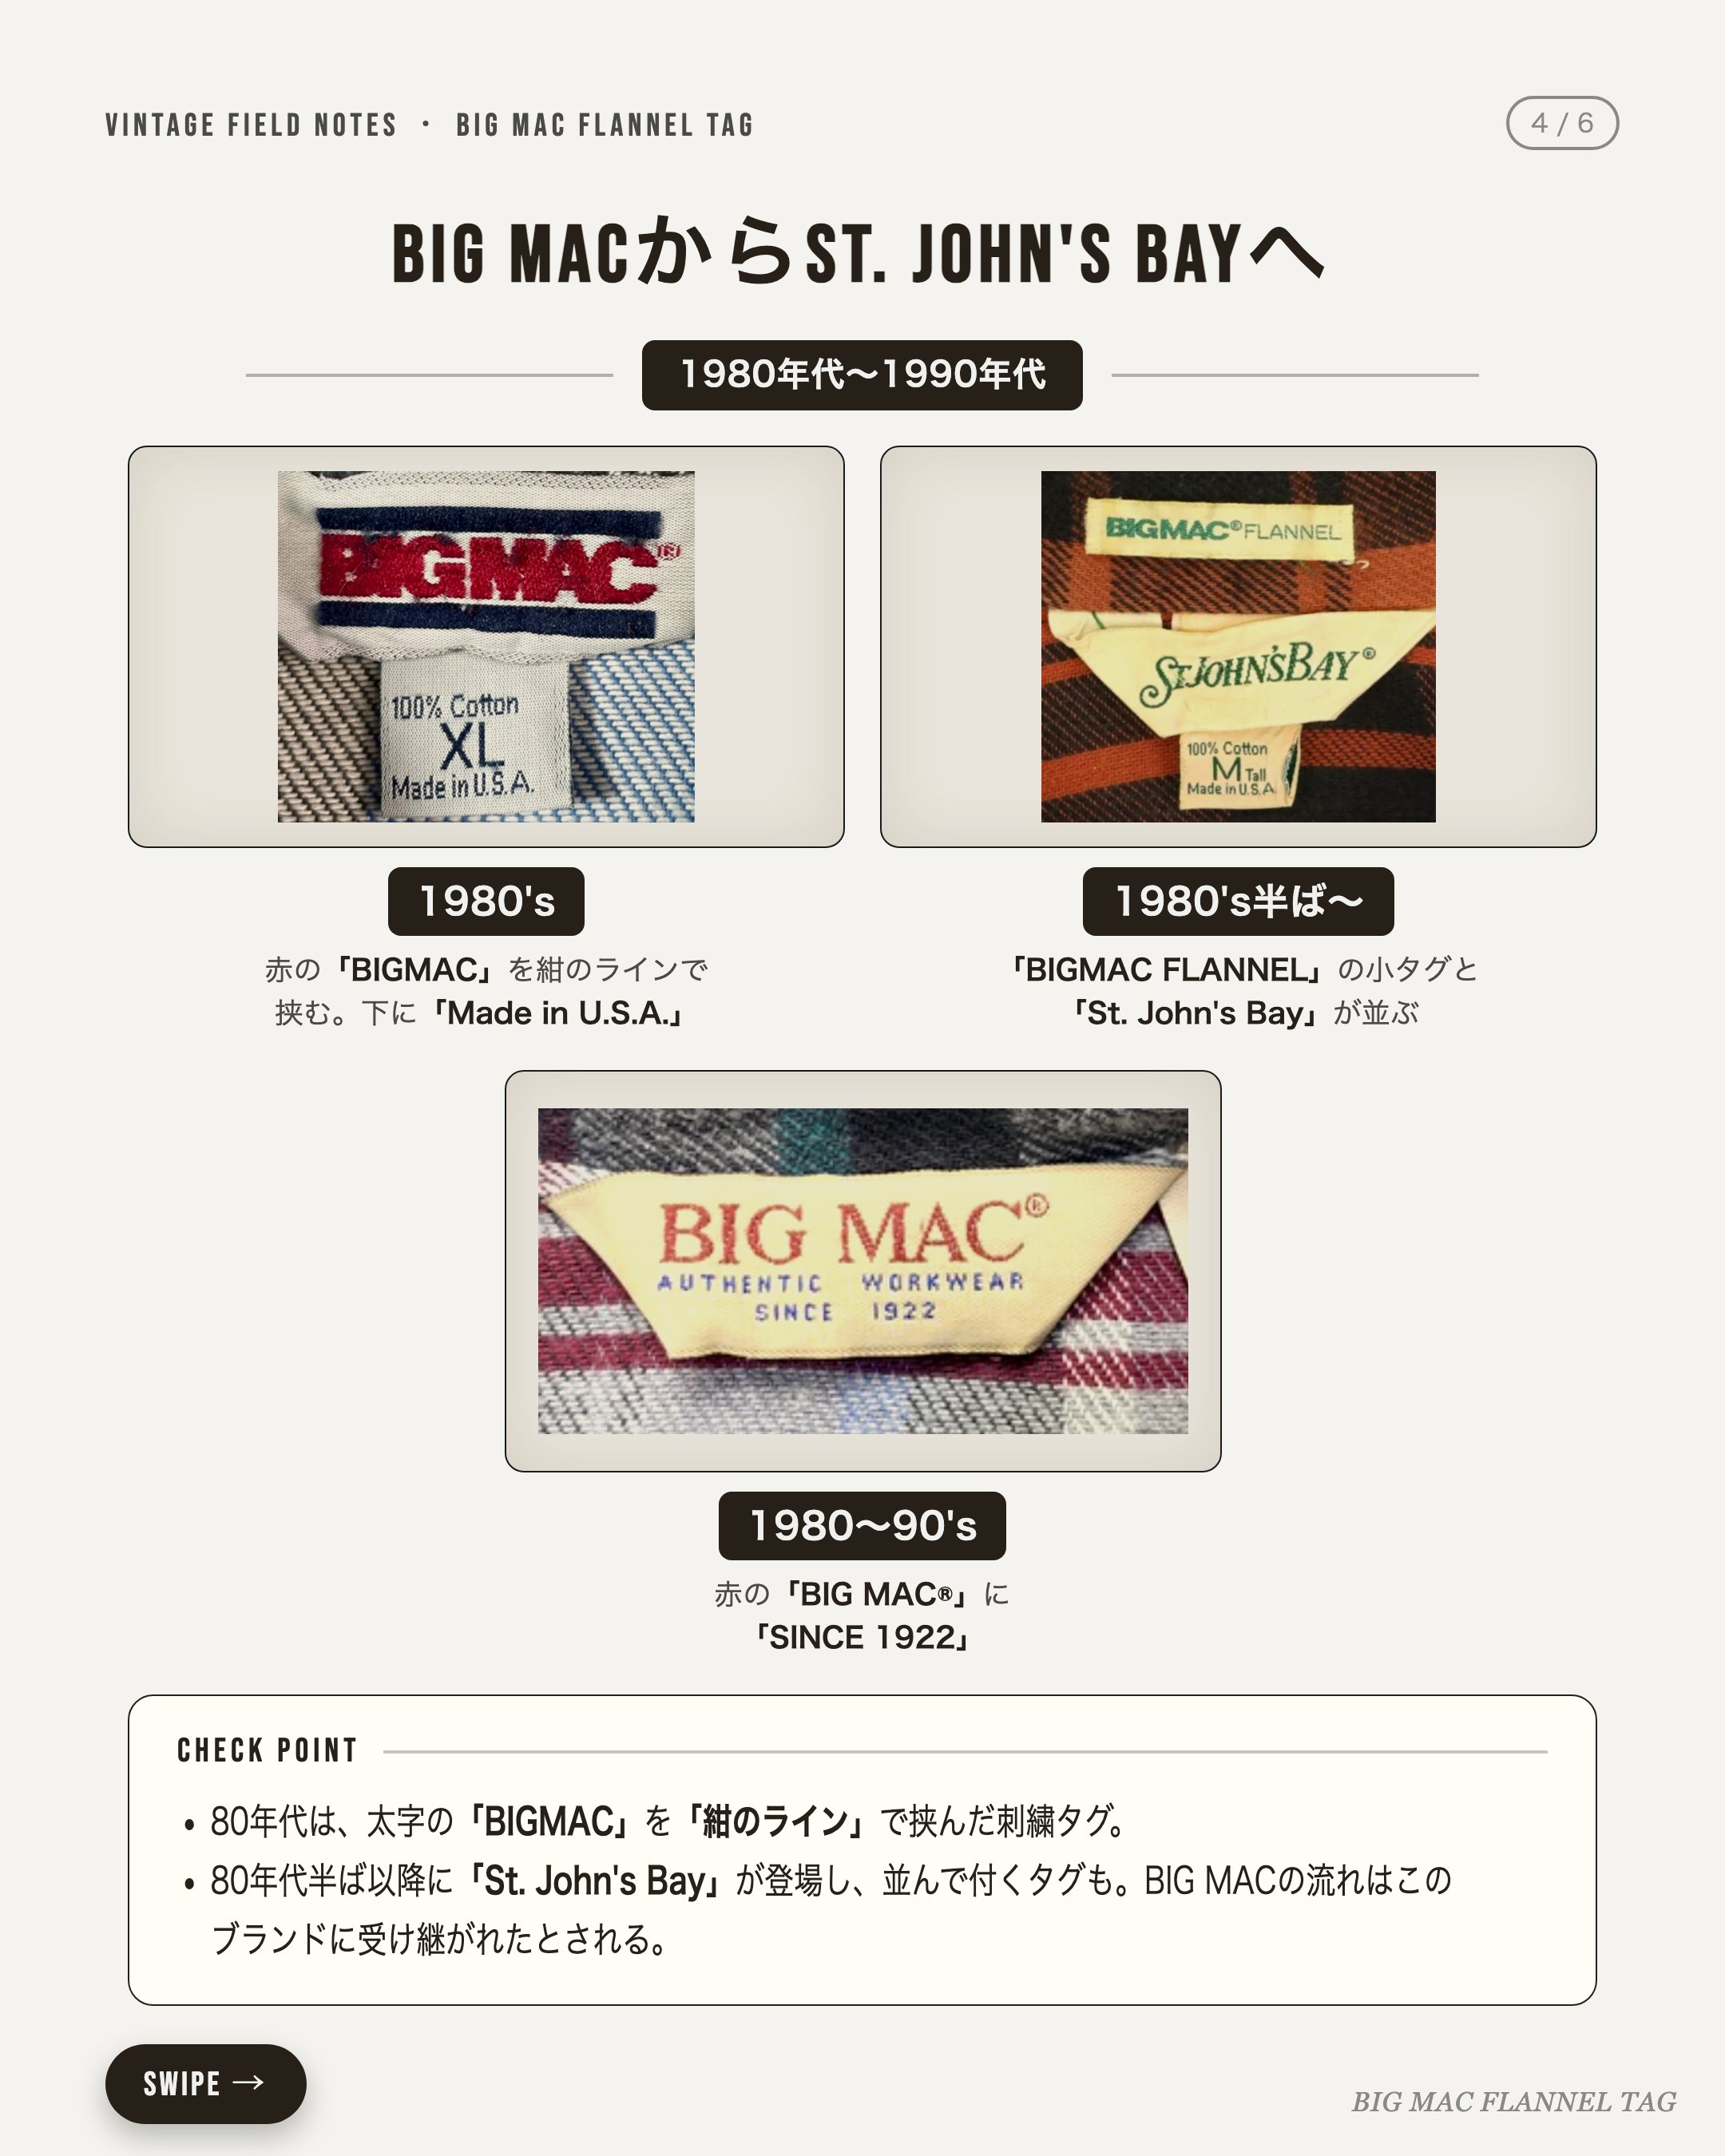 VINTAGE FIELD NOTES · BIG MAC FLANNEL TAG
4 / 6
BIG MACからST. JOHN'S BAYへ
1980年代〜1990年代
BIGMAC®
100% Cotton
XL
Made in U.S.A.
BIGMAC® FLANNEL
ST. JOHN'S BAY®
100% Cotton
M Tall
Made in U.S.A.
1980's
赤の「BIGMAC」を紺のラインで
挟む。下に「Made in U.S.A.」
1980's半ば〜
「BIGMAC FLANNEL」の小タグと
「St. John's Bay」が並ぶ
BIG MAC®
AUTHENTIC WORKWEAR
SINCE 1922
1980〜90's
赤の「BIG MAC®」に
「SINCE 1922」
CHECK POINT
• 80年代は、太字の「BIGMAC」を「紺のライン」で挟んだ刺繍タグ。
• 80年代半ば以降に「St. John's Bay」が登場し、並んで付くタグも。BIG MACの流れはこの
ブランドに受け継がれたとされる。
SWIPE →
BIG MAC FLANNEL TAG